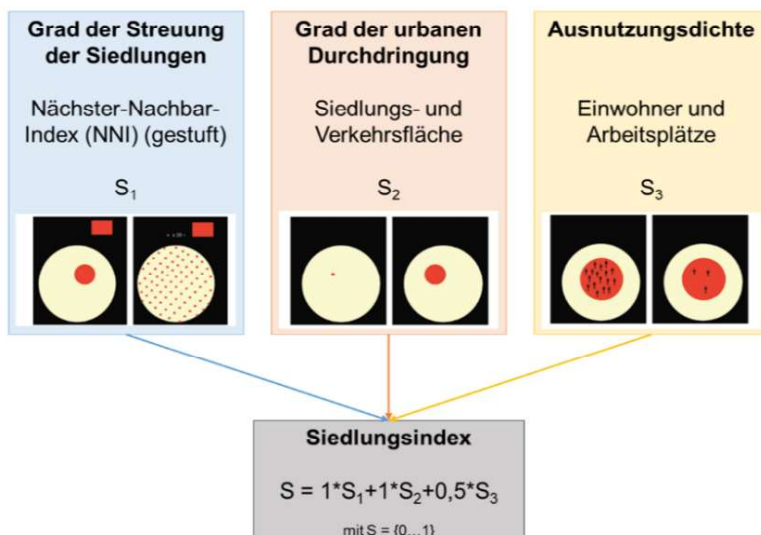 Grad der Streuung
der Siedlungen
Nächster-Nachbar-
Index (NNI) (gestuft)
S₁
Grad der urbanen
Durchdringung
Siedlungs- und
Verkehrsfläche
S₂
Ausnutzungsdichte
Einwohner und
Arbeitsplätze
S₃
Siedlungsindex
S = 1*S₁+1*S₂+0,5*S₃
mit S = {0...1}